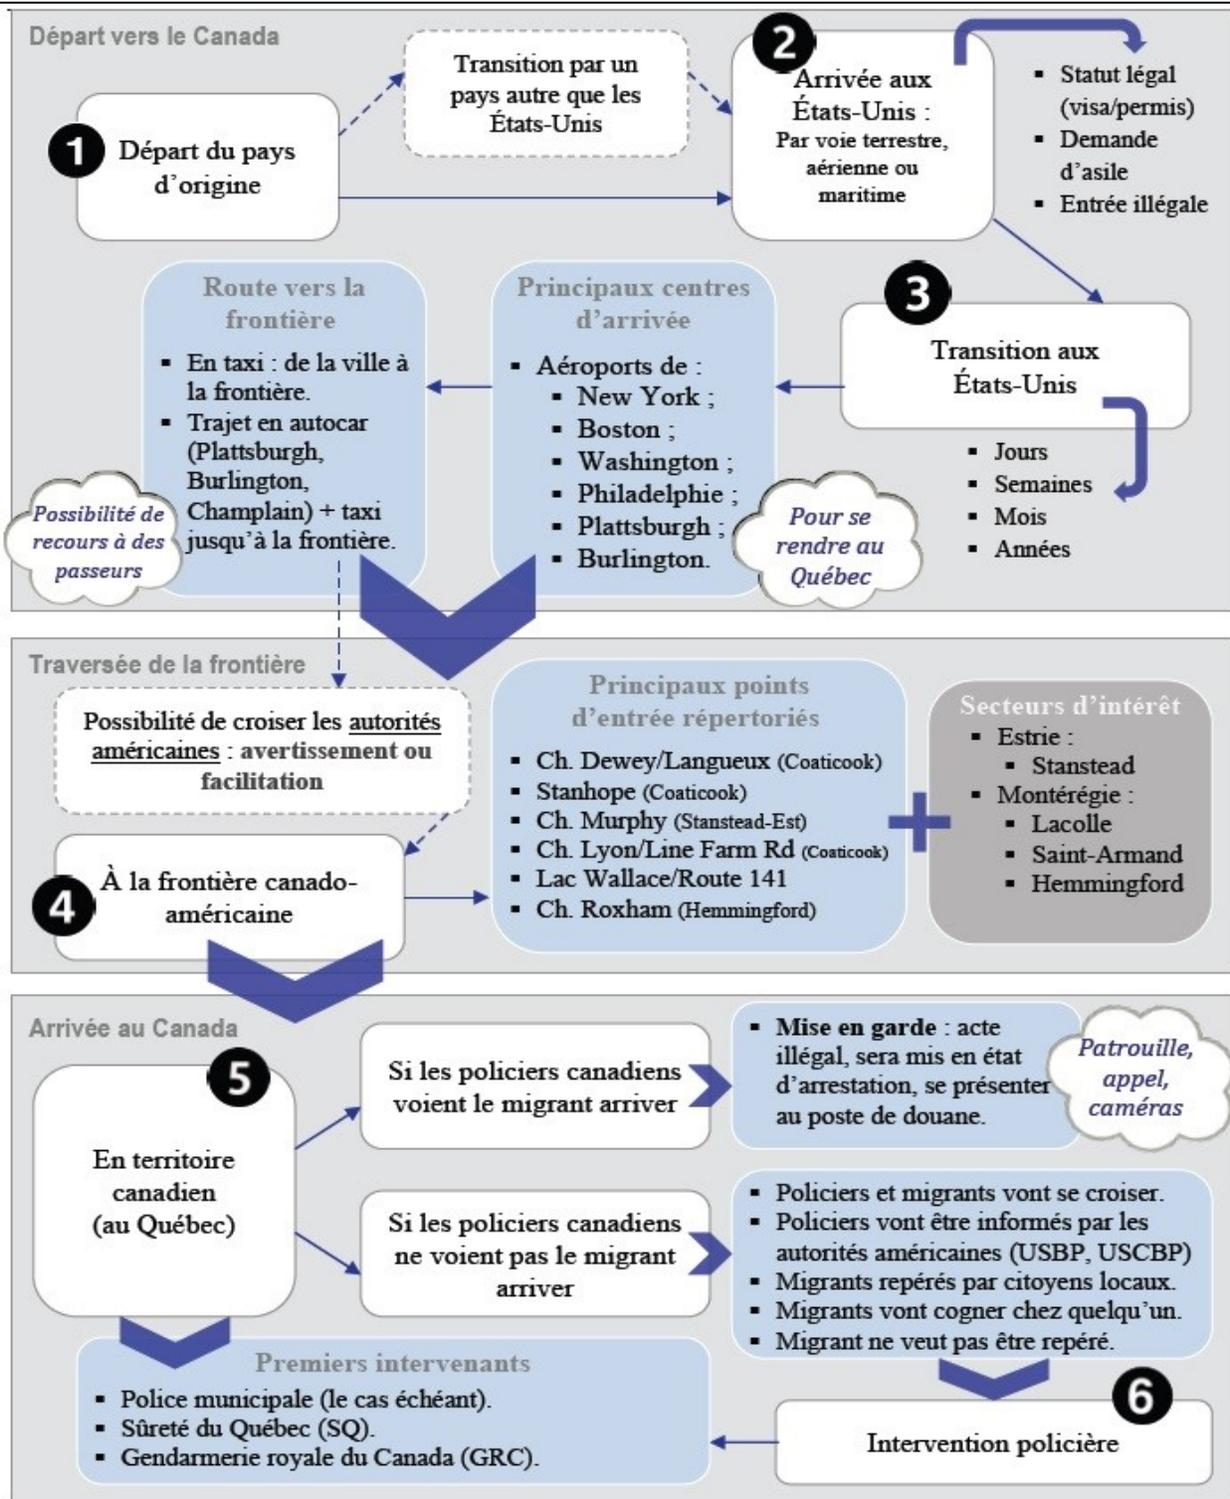 Départ vers le Canada
1
Départ du pays
d'origine
Transition par un
pays autre que les
États-Unis
2
Arrivée aux
États-Unis :
Par voie terrestre,
aérienne ou
maritime
▪ Statut légal
(visa/permis)
▪ Demande
d'asile
▪ Entrée illégale
3
Transition aux
États-Unis
▪ Jours
▪ Semaines
▪ Mois
▪ Années
Principaux centres
d'arrivée
▪ Aéroports de :
▪ New York ;
▪ Boston ;
▪ Washington ;
▪ Philadelphie ;
▪ Plattsburgh ;
▪ Burlington.
Pour se
rendre au
Québec
Route vers la
frontière
▪ En taxi : de la ville à
la frontière.
▪ Trajet en autocar
(Plattsburgh,
Burlington,
Champlain) + taxi
jusqu'à la frontière.
Possibilité de
recours à des
passeurs
Traversée de la frontière
Possibilité de croiser les autorités
américaines : avertissement ou
facilitation
4
À la frontière canado-
américaine
Principaux points
d'entrée répertoriés
▪ Ch. Dewey/Langueux (Coaticook)
▪ Stanhope (Coaticook)
▪ Ch. Murphy (Stanstead-Est)
▪ Ch. Lyon/Line Farm Rd (Coaticook)
▪ Lac Wallace/Route 141
▪ Ch. Roxham (Hemmingford)
Secteurs d'intérêt
▪ Estrie :
▪ Stanstead
▪ Montérégie :
▪ Lacolle
▪ Saint-Armand
▪ Hemmingford
Arrivée au Canada
5
En territoire
canadien
(au Québec)
Si les policiers canadiens
voient le migrant arriver
▪ Mise en garde : acte
illégal, sera mis en état
d'arrestation, se présenter
au poste de douane.
Patrouille,
appel,
caméras
Si les policiers canadiens
ne voient pas le migrant
arriver
▪ Policiers et migrants vont se croiser.
▪ Policiers vont être informés par les
autorités américaines (USBP, USCBP)
▪ Migrants repérés par citoyens locaux.
▪ Migrants vont cogner chez quelqu'un.
▪ Migrant ne veut pas être repéré.
6
Intervention policière
Premiers intervenants
▪ Police municipale (le cas échéant).
▪ Sûreté du Québec (SQ).
▪ Gendarmerie royale du Canada (GRC).